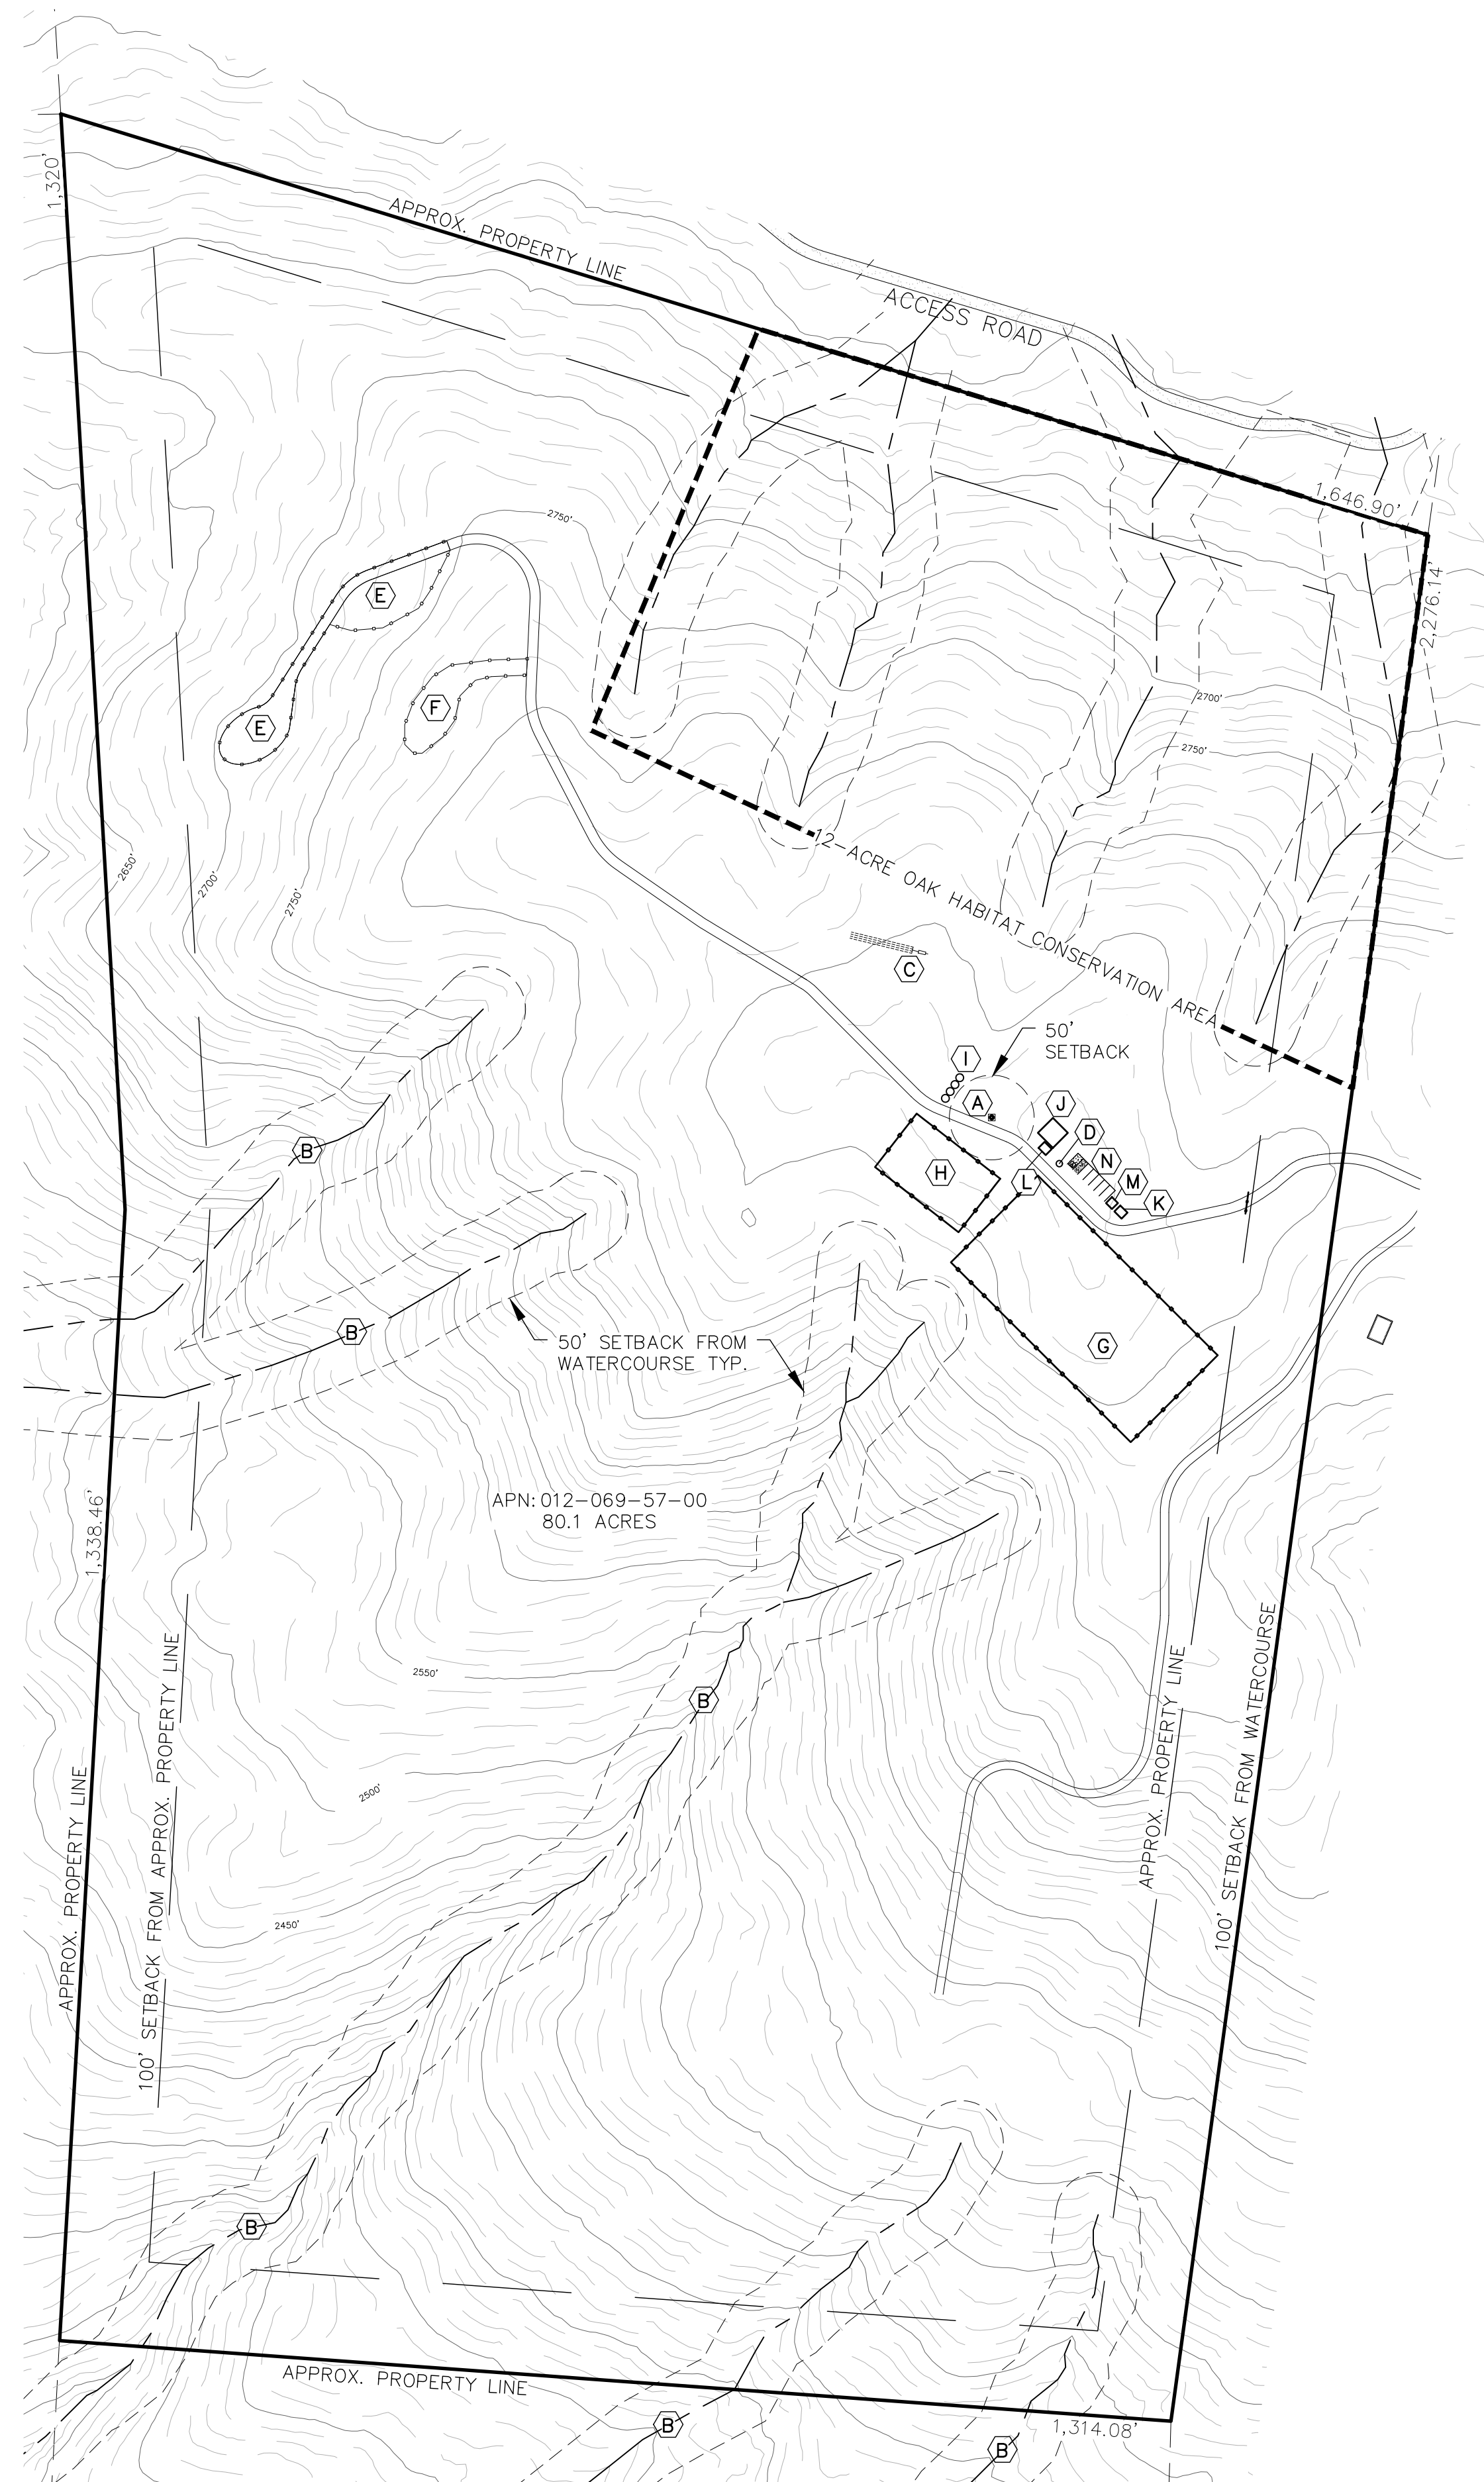 1,320'
APPROX. PROPERTY LINE
ACCESS ROAD
1,646.90'
2,276.14'
2750'
E
F
E
2700'
2750'
2650'
2700'
2750'
12-ACRE OAK HABITAT CONSERVATION AREA
C
50'
SETBACK
I
A
J
D
N
M
K
L
H
G
B
B
50' SETBACK FROM
WATERCOURSE TYP.
APN: 012-069-57-00
80.1 ACRES
1,338.46'
2550'
B
2500'
2450'
APPROX. PROPERTY LINE
100' SETBACK FROM APPROX. PROPERTY LINE
APPROX. PROPERTY LINE
100' SETBACK FROM WATERCOURSE
B
APPROX. PROPERTY LINE
B
B
1,314.08'